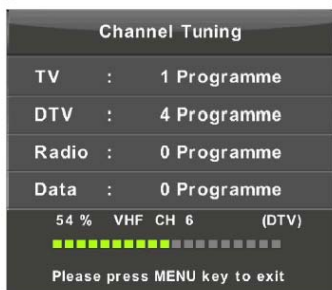 Channel Tuning
TV : 1 Programme
DTV : 4 Programme
Radio : 0 Programme
Data : 0 Programme
54 % VHF CH 6 (DTV)
Please press MENU key to exit